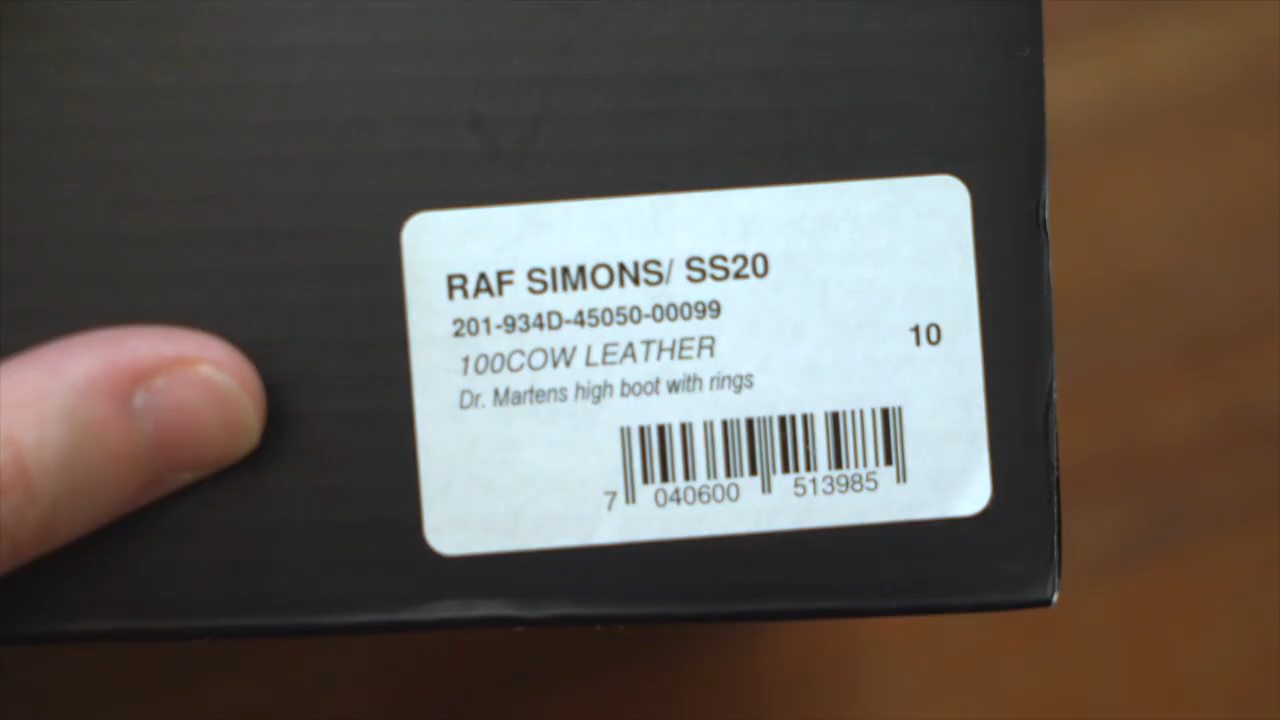 RAF SIMONS/ SS20
201-934D-45050-00099
100COW LEATHER
10
Dr. Martens high boot with rings
7 040600 513985